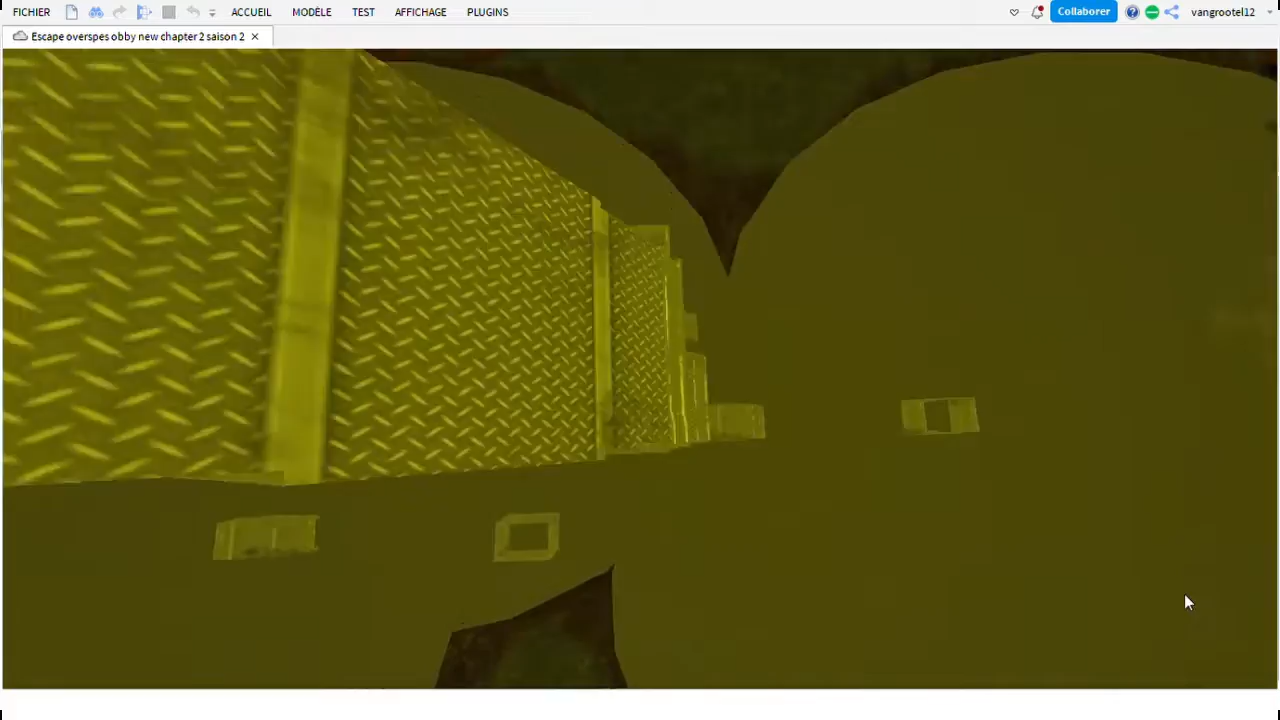 FICHIER ACCUEIL MODÈLE TEST AFFICHAGE PLUGINS Collaborer vangrootel12
Escape overspes obby new chapter 2 saison 2